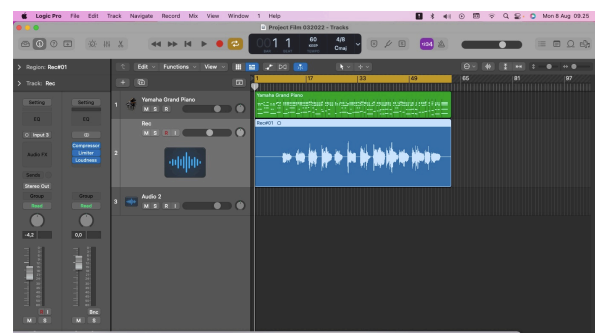 Logic Pro File Edit Track Navigate Record Mix View Window 1 Help Mon 8 Aug 09.25
Project Film 032022 - Tracks
001 1 60 4/8 Cmaj
Region: Rec#01 Edit Functions View
Track: Rec
1 17 33 49 65 81 97
Setting Setting
EQ EQ
Input 3
Audio FX Compressor
Limiter
Loudness
Sends
Stereo Out
Group Group
Read Read
-4,2 0,0
I Bnc
M S M S
1 Yamaha Grand Piano
M S R
2 Rec
M S R I
3 Audio 2
M S R I
Yamaha Grand Piano
Rec#01